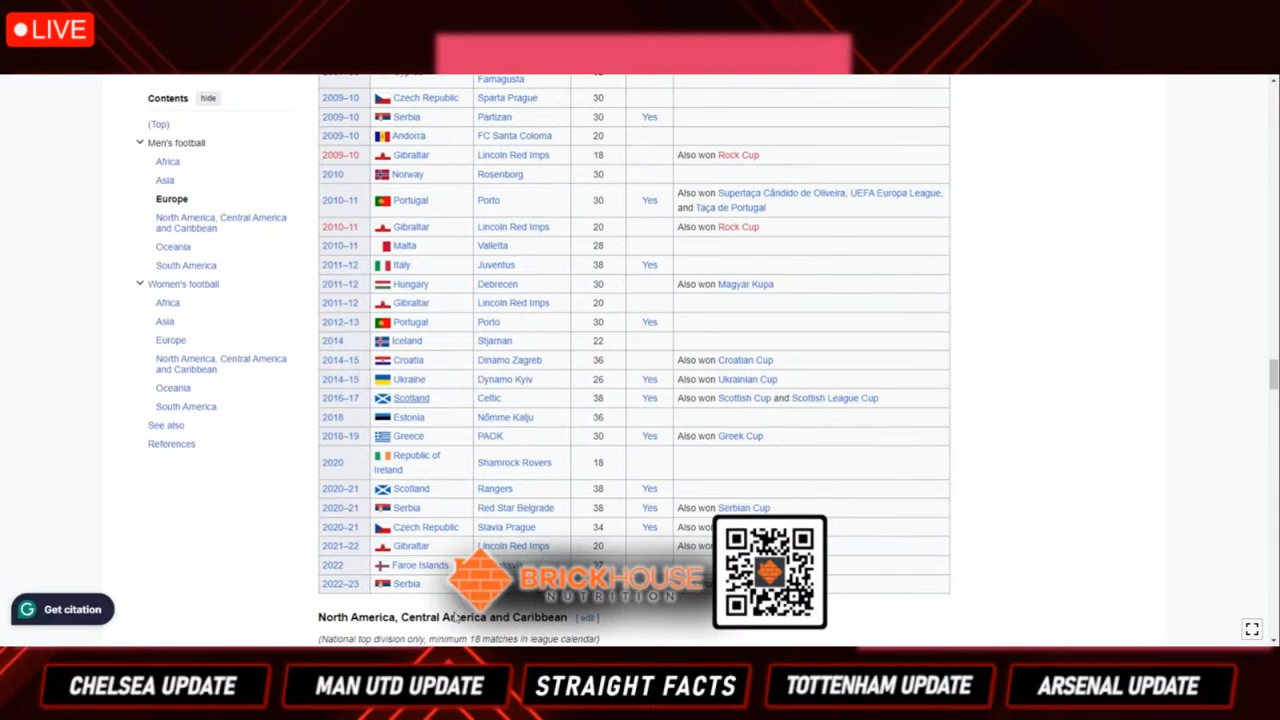 LIVE
Contents hide
(Top)
Men's football
Africa
Asia
Europe
North America, Central America
and Caribbean
Oceania
South America
Women's football
Africa
Asia
Europe
North America, Central America
and Caribbean
Oceania
South America
See also
References
Famagusta
2009–10 Czech Republic Sparta Prague 30
2009–10 Serbia Partizan 30 Yes
2009–10 Andorra FC Santa Coloma 20
2009–10 Gibraltar Lincoln Red Imps 18 Also won Rock Cup
2010 Norway Rosenborg 30
2010–11 Portugal Porto 30 Yes Also won Supertaça Cândido de Oliveira, UEFA Europa League,
and Taça de Portugal
2010–11 Gibraltar Lincoln Red Imps 20 Also won Rock Cup
2010–11 Malta Valletta 28
2011–12 Italy Juventus 38 Yes
2011–12 Hungary Debrecen 30 Also won Magyar Kupa
2011–12 Gibraltar Lincoln Red Imps 20
2012–13 Portugal Porto 30 Yes
2014 Iceland Stjarnan 22
2014–15 Croatia Dinamo Zagreb 36 Also won Croatian Cup
2014–15 Ukraine Dynamo Kyiv 26 Yes Also won Ukrainian Cup
2016–17 Scotland Celtic 38 Yes Also won Scottish Cup and Scottish League Cup
2018 Estonia Nõmme Kalju 36
2018–19 Greece PAOK 30 Yes Also won Greek Cup
2020 Republic of
Ireland Shamrock Rovers 18
2020–21 Scotland Rangers 38 Yes
2020–21 Serbia Red Star Belgrade 38 Yes Also won Serbian Cup
2020–21 Czech Republic Slavia Prague 34 Yes Also
2021–22 Gibraltar Lincoln Red Imps 20 Also
2022 Faroe Islands
2022–23 Serbia
BRICKHOUSE
NUTRITION
North America, Central America and Caribbean [ edit ]
(National top division only, minimum 18 matches in league calendar)
Get citation
CHELSEA UPDATE
MAN UTD UPDATE
STRAIGHT FACTS
TOTTENHAM UPDATE
ARSENAL UPDATE